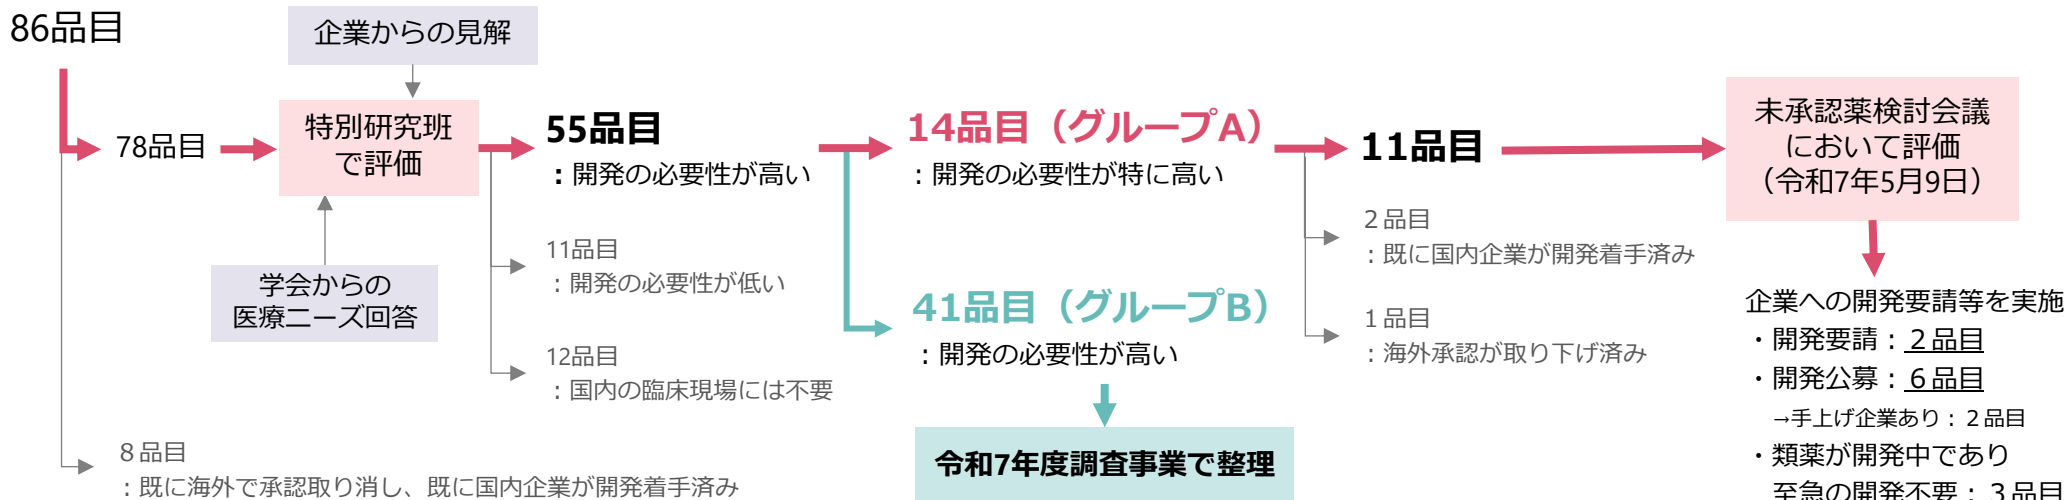 86品目
企業からの見解
78品目
特別研究班
で評価
学会からの
医療ニーズ回答
55品目
：開発の必要性が高い
11品目
：開発の必要性が低い
12品目
：国内の臨床現場には不要
8品目
：既に海外で承認取り消し、既に国内企業が開発着手済み
14品目（グループA）
：開発の必要性が特に高い
41品目（グループB）
：開発の必要性が高い
令和7年度調査事業で整理
11品目
２品目
：既に国内企業が開発着手済み
１品目
：海外承認が取り下げ済み
未承認薬検討会議
において評価
（令和7年5月9日）
企業への開発要請等を実施
・開発要請：２品目
・開発公募：６品目
→手上げ企業あり：２品目
・類薬が開発中であり
至急の開発不要：３品目